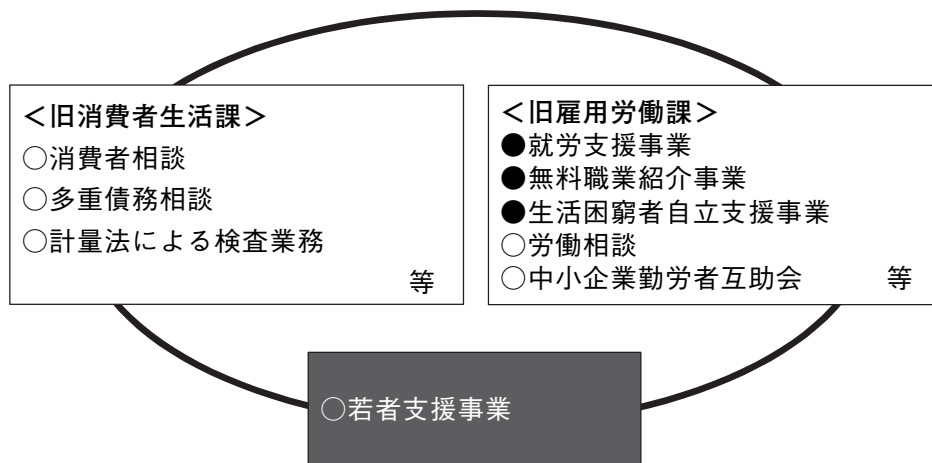 ＜旧消費者生活課＞
○消費者相談
○多重債務相談
○計量法による検査業務
等
＜旧雇用労働課＞
●就労支援事業
●無料職業紹介事業
●生活困窮者自立支援事業
○労働相談
○中小企業勤労者互助会　等
○若者支援事業